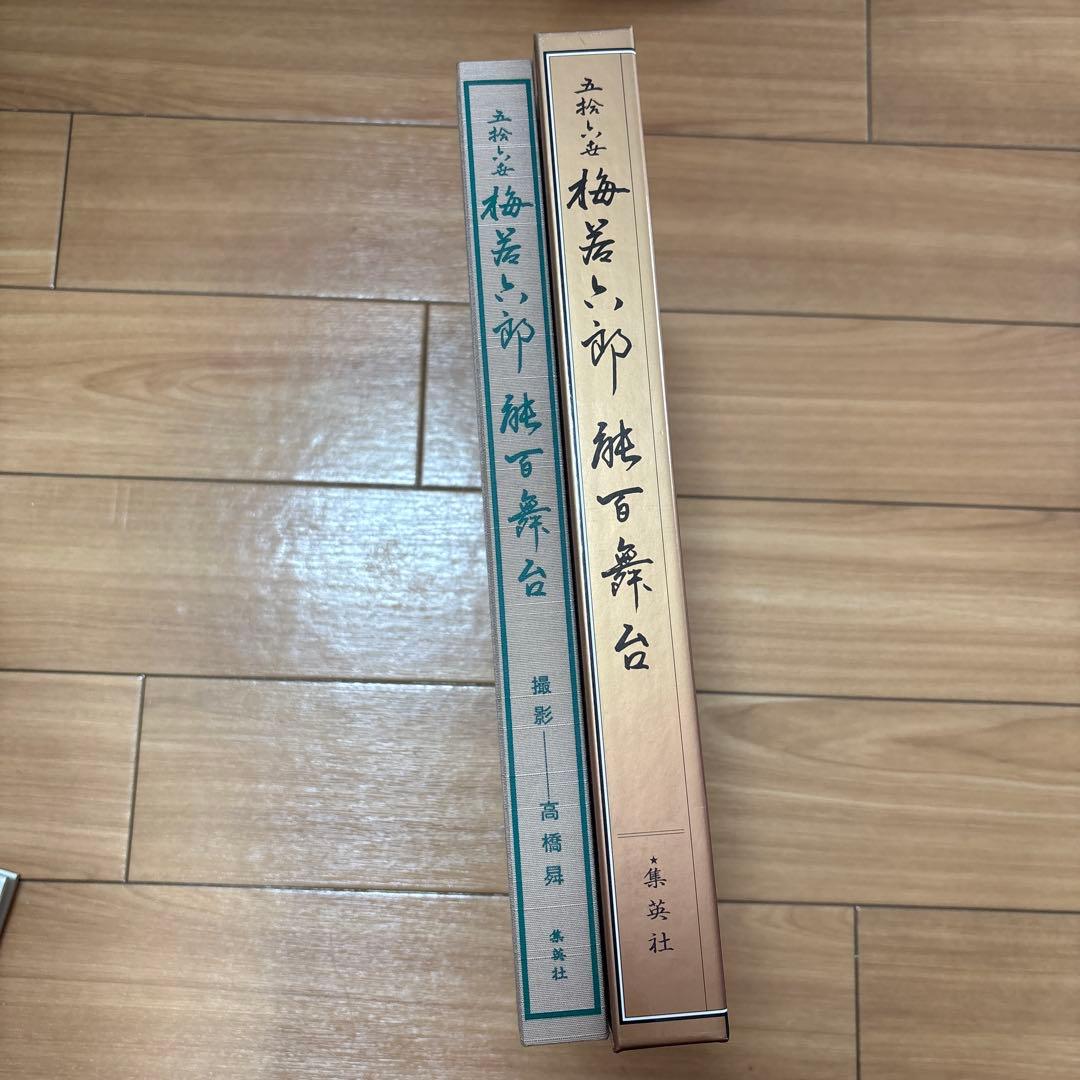 五拾六世 梅若六郎 能百舞台
★集英社
五拾六世 梅若六郎 能百舞台
撮影──高橋昇
集英社